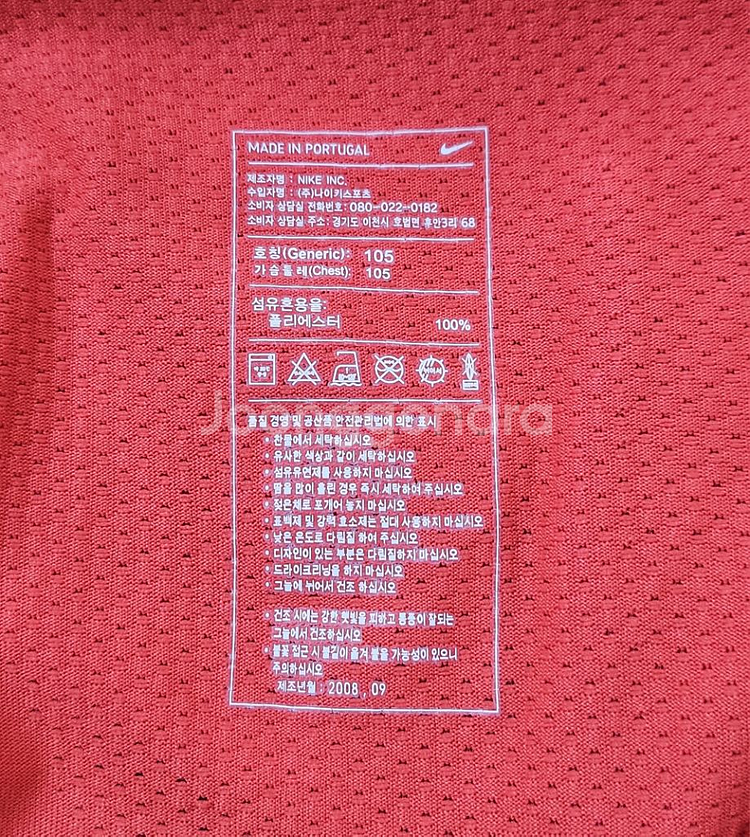 MADE IN PORTUGAL
제조자명 : NIKE INC.
수입자명 : (주)나이키스포츠
소비자 상담실 전화번호: 080-022-0182
소비자 상담실 주소: 경기도 이천시 호법면 후안3리 68
호칭(Generic): 105
가슴둘레(Chest): 105
섬유혼용율:
폴리에스터 100%
품질 경영 및 공산품 안전관리법에 의한 표시
• 찬물에서 세탁하십시오
• 유사한 색상과 같이 세탁하십시오
• 섬유유연제를 사용하지 마십시오
• 땀을 많이 흘린 경우 즉시 세탁하여 주십시오
• 젖은채로 포개어 놓지 마십시오
• 표백제 및 강력 효소제는 절대 사용하지 마십시오
• 낮은 온도로 다림질 하여 주십시오
• 디자인이 있는 부분은 다림질하지 마십시오
• 드라이크리닝을 하지 마십시오
• 그늘에 뉘어서 건조 하십시오
• 건조 시에는 강한 햇빛을 피하고 통풍이 잘되는
그늘에서 건조하십시오
• 불꽃 접근 시 불길이 옮겨 붙을 가능성이 있으니
주의하십시오
제조년월 : 2008. 09